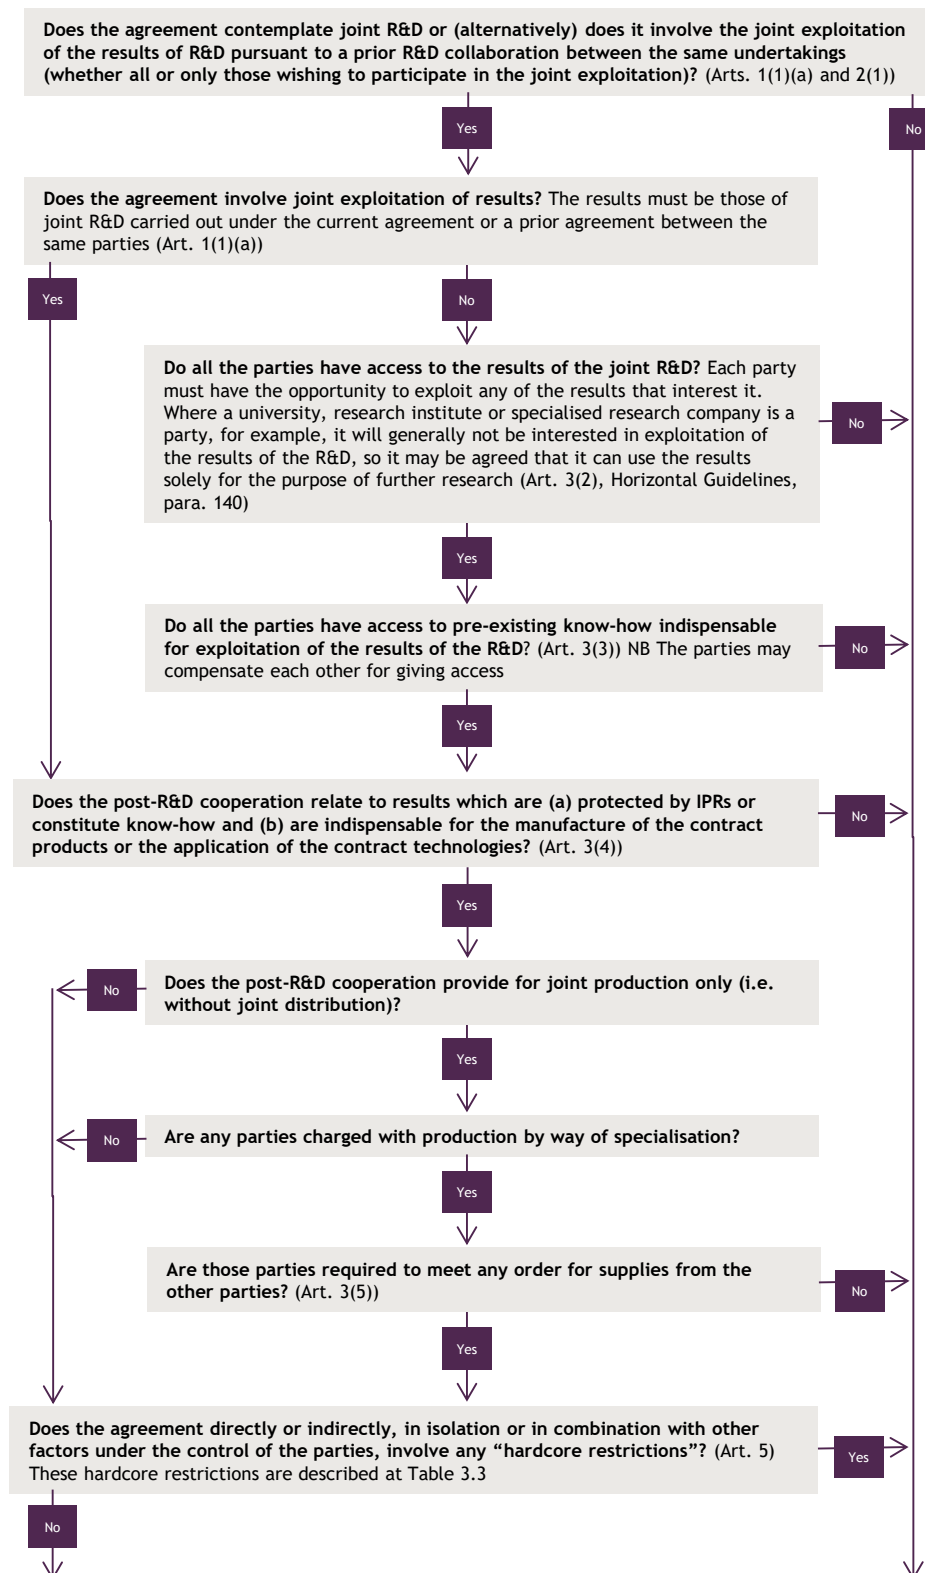 Does the agreement contemplate joint R&D or (alternatively) does it involve the joint exploitation
of the results of R&D pursuant to a prior R&D collaboration between the same undertakings
(whether all or only those wishing to participate in the joint exploitation)? (Arts. 1(1)(a) and 2(1))
Yes
No
Does the agreement involve joint exploitation of results? The results must be those of
joint R&D carried out under the current agreement or a prior agreement between the
same parties (Art. 1(1)(a))
Yes
No
Do all the parties have access to the results of the joint R&D? Each party
must have the opportunity to exploit any of the results that interest it.
Where a university, research institute or specialised research company is a
party, for example, it will generally not be interested in exploitation of
the results of the R&D, so it may be agreed that it can use the results
solely for the purpose of further research (Art. 3(2), Horizontal Guidelines,
para. 140)
No
Yes
Do all the parties have access to pre-existing know-how indispensable
for exploitation of the results of the R&D? (Art. 3(3)) NB The parties may
compensate each other for giving access
No
Yes
Does the post-R&D cooperation relate to results which are (a) protected by IPRs or
constitute know-how and (b) are indispensable for the manufacture of the contract
products or the application of the contract technologies? (Art. 3(4))
No
Yes
Does the post-R&D cooperation provide for joint production only (i.e.
without joint distribution)?
No
Yes
Are any parties charged with production by way of specialisation?
No
Yes
Are those parties required to meet any order for supplies from the
other parties? (Art. 3(5))
No
Yes
Does the agreement directly or indirectly, in isolation or in combination with other
factors under the control of the parties, involve any “hardcore restrictions”? (Art. 5)
These hardcore restrictions are described at Table 3.3
Yes
No